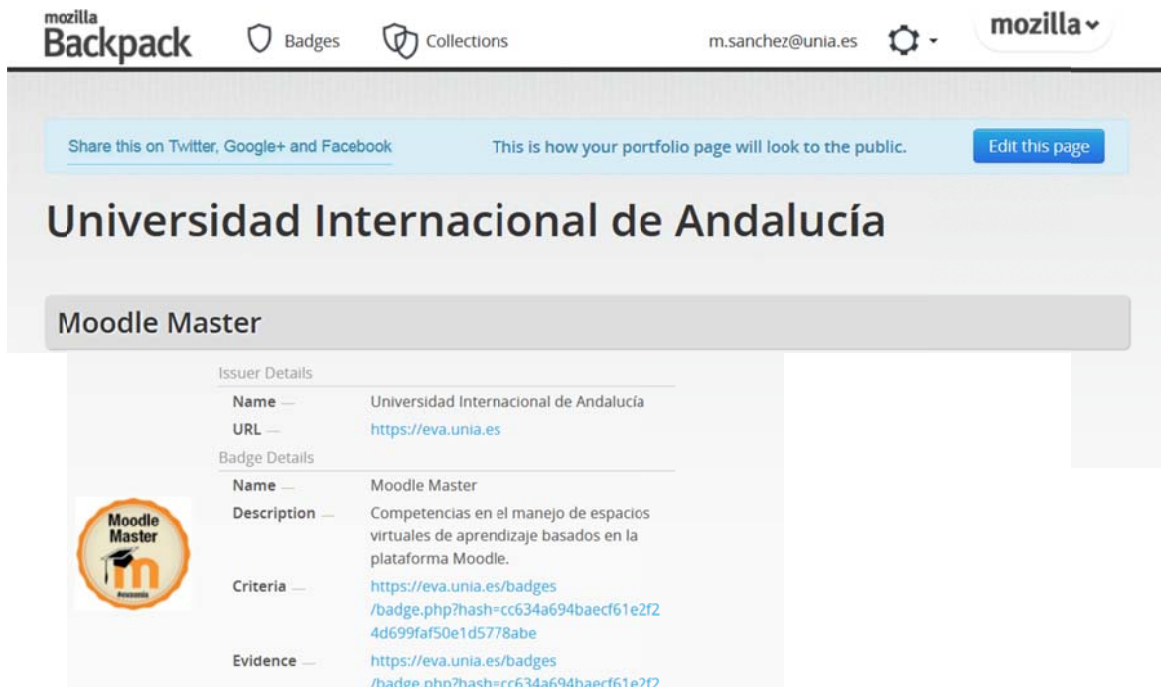 mozilla
Backpack
Badges
Collections
m.sanchez@unia.es
mozilla
Share this on Twitter, Google+ and Facebook
This is how your portfolio page will look to the public.
Edit this page
Universidad Internacional de Andalucía
Moodle Master
Issuer Details
Name — Universidad Internacional de Andalucía
URL — https://eva.unia.es
Badge Details
Name — Moodle Master
Moodle
Master
m
Description — Competencias en el manejo de espacios
virtuales de aprendizaje basados en la
plataforma Moodle.
Criteria — https://eva.unia.es/badges
/badge.php?hash=cc634a694baecf61e2f2
4d699faf50e1d5778abe
Evidence — https://eva.unia.es/badges
/badge.php?hash=cc634a694baecf61e2f2